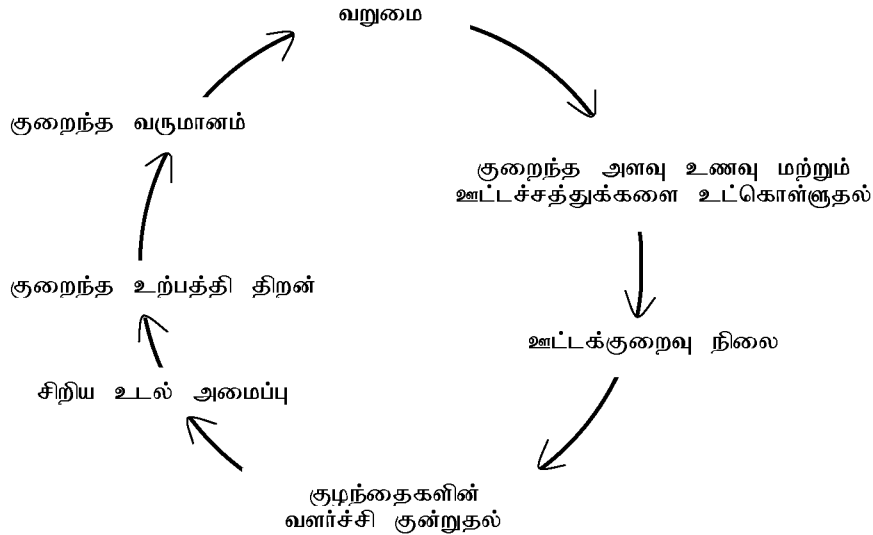 வறுமை
குறைந்த அளவு உணவு மற்றும்
ஊட்டச்சத்துக்களை உட்கொள்ளுதல்
ஊட்டக்குறைவு நிலை
குழந்தைகளின்
வளர்ச்சி குன்றுதல்
சிறிய உடல் அமைப்பு
குறைந்த உற்பத்தி திறன்
குறைந்த வருமானம்